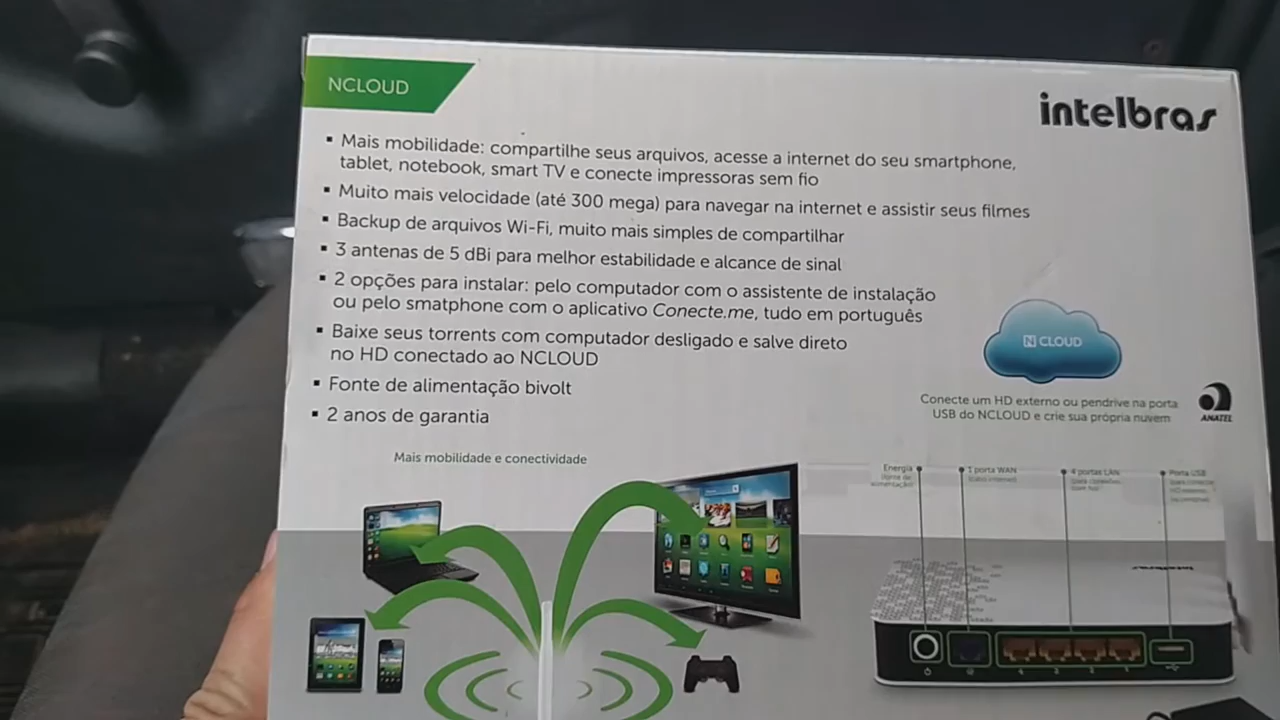 NCLOUD
intelbras
▪ Mais mobilidade: compartilhe seus arquivos, acesse a internet do seu smartphone,
tablet, notebook, smart TV e conecte impressoras sem fio
▪ Muito mais velocidade (até 300 mega) para navegar na internet e assistir seus filmes
▪ Backup de arquivos Wi-Fi, muito mais simples de compartilhar
▪ 3 antenas de 5 dBi para melhor estabilidade e alcance de sinal
▪ 2 opções para instalar: pelo computador com o assistente de instalação
ou pelo smatphone com o aplicativo Conecte.me, tudo em português
▪ Baixe seus torrents com computador desligado e salve direto
no HD conectado ao NCLOUD
▪ Fonte de alimentação bivolt
▪ 2 anos de garantia
N CLOUD
Conecte um HD externo ou pendrive na porta
USB do NCLOUD e crie sua própria nuvem
ANATEL
Mais mobilidade e conectividade
Energia
(fonte de
alimentação)
1 porta WAN
4 portas LAN
Porta USB